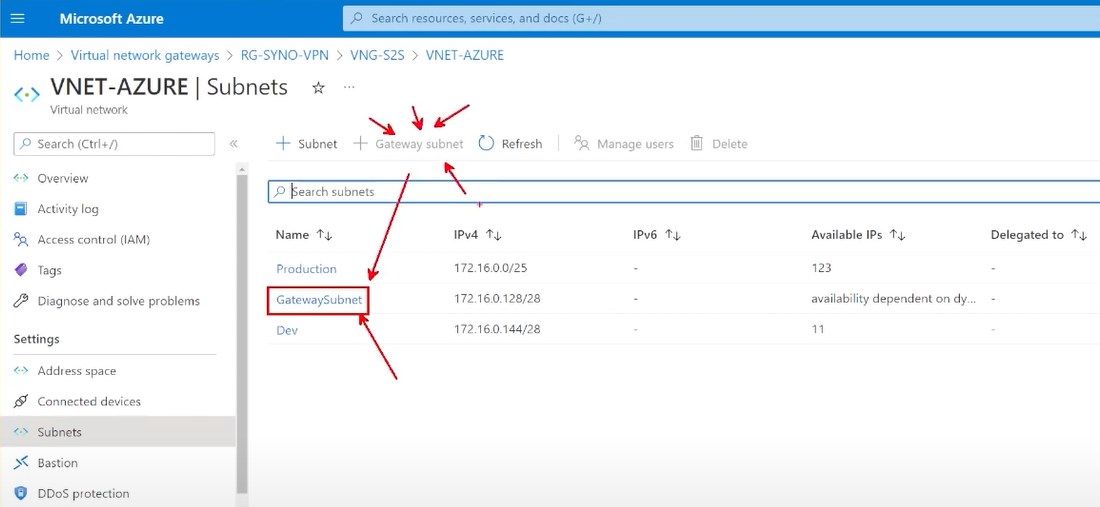 Microsoft Azure
Search resources, services, and docs (G+/)
Home > Virtual network gateways > RG-SYNO-VPN > VNG-S2S > VNET-AZURE
VNET-AZURE | Subnets
Virtual network
Search (Ctrl+/)
Subnet
Gateway subnet
Refresh
Manage users
Delete
Overview
Activity log
Access control (IAM)
Tags
Diagnose and solve problems
Settings
Address space
Connected devices
Subnets
Bastion
DDoS protection
Search subnets
Name IPv4 IPv6 Available IPs Delegated to
Production 172.16.0.0/25 - 123 -
GatewaySubnet 172.16.0.128/28 - availability dependent on dy... -
Dev 172.16.0.144/28 - 11 -